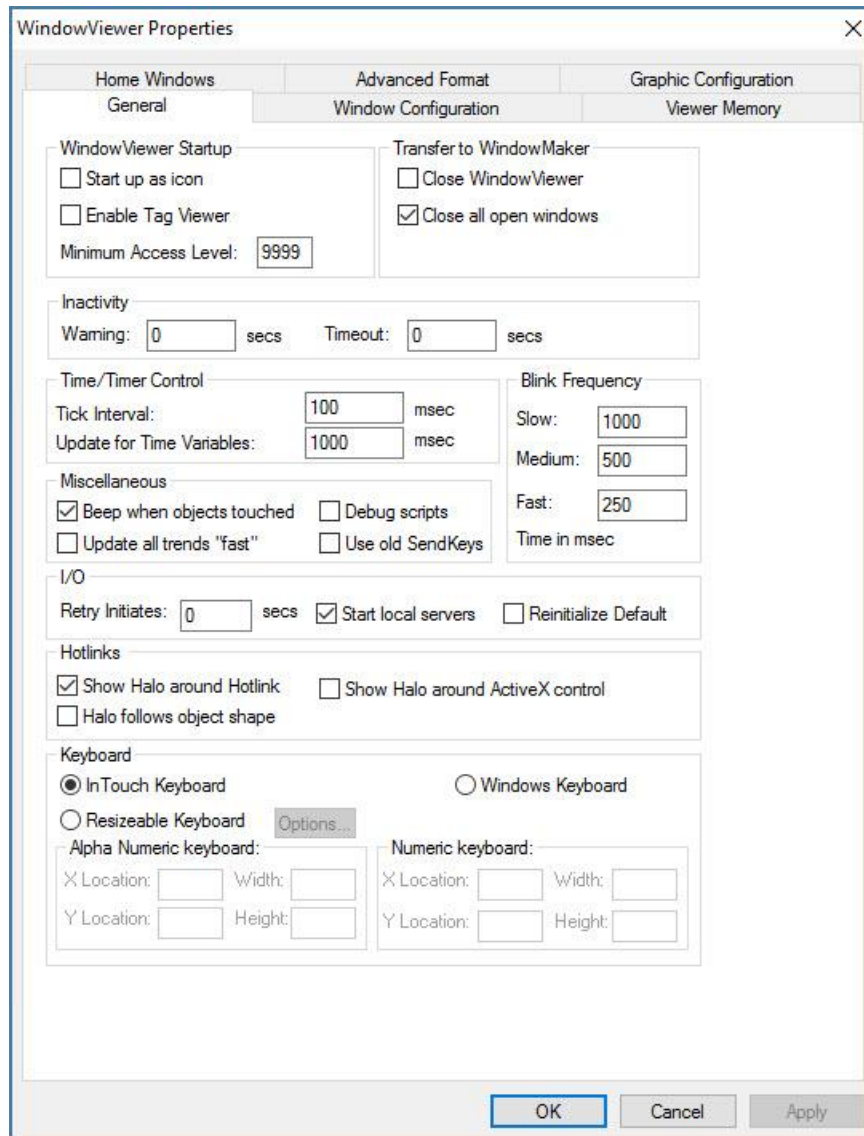 WindowViewer Properties
Home Windows Advanced Format Graphic Configuration
General Window Configuration Viewer Memory
WindowViewer Startup
Start up as icon
Enable Tag Viewer
Minimum Access Level: 9999
Transfer to WindowMaker
Close WindowViewer
Close all open windows
Inactivity
Warning: 0 secs Timeout: 0 secs
Time/Timer Control
Tick Interval: 100 msec
Update for Time Variables: 1000 msec
Blink Frequency
Slow: 1000
Medium: 500
Fast: 250
Time in msec
Miscellaneous
Beep when objects touched Debug scripts
Update all trends "fast" Use old SendKeys
I/O
Retry Initiates: 0 secs Start local servers Reinitialize Default
Hotlinks
Show Halo around Hotlink Show Halo around ActiveX control
Halo follows object shape
Keyboard
InTouch Keyboard Windows Keyboard
Resizeable Keyboard Options...
Alpha Numeric keyboard:
X Location: Width:
Y Location: Height:
Numeric keyboard:
X Location: Width:
Y Location: Height:
OK Cancel Apply